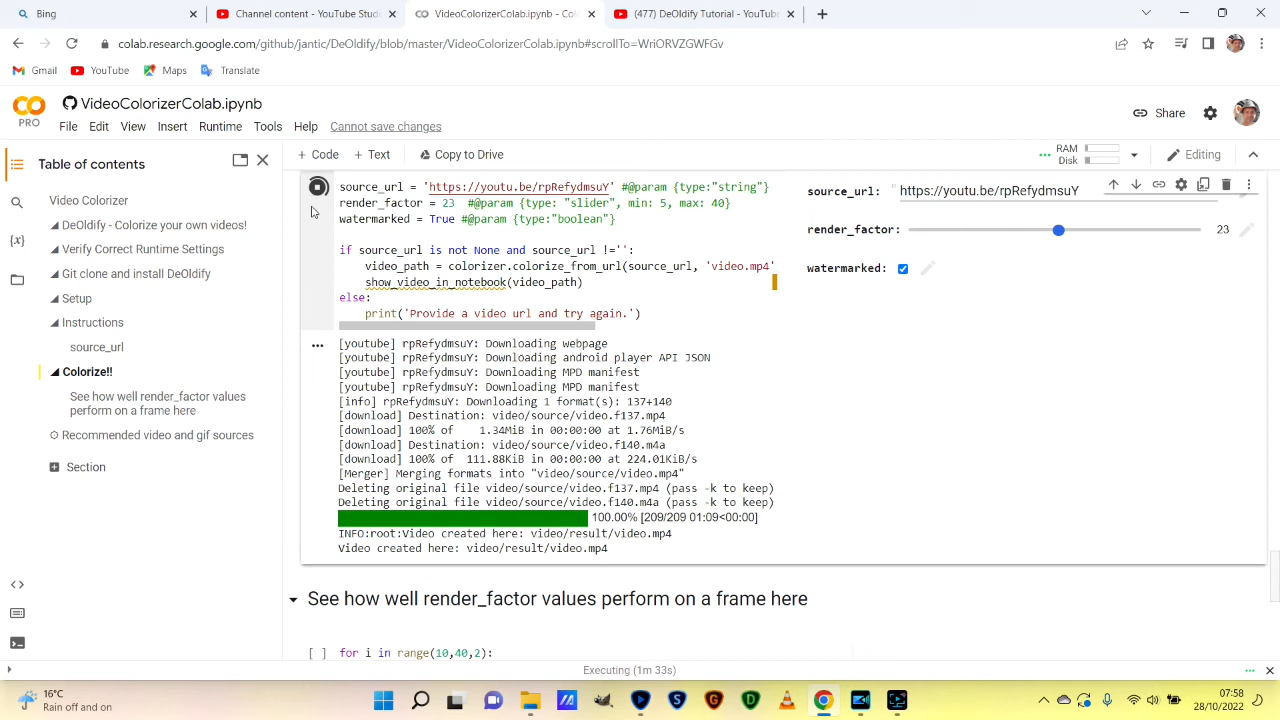 Bing
Channel content - YouTube Stud
VideoColorizerColab.ipynb - Col
(477) DeOldify Tutorial - YouTube
colab.research.google.com/github/jantic/DeOldify/blob/master/VideoColorizerColab.ipynb#scrollTo=WriORVZGWFGv
Gmail
YouTube
Maps
Translate
VideoColorizerColab.ipynb
PRO
File Edit View Insert Runtime Tools Help Cannot save changes
Share
Table of contents
+ Code + Text Copy to Drive
RAM
Disk
Editing
Video Colorizer
DeOldify - Colorize your own videos!
Verify Correct Runtime Settings
Git clone and install DeOldify
Setup
Instructions
source_url
Colorize!!
See how well render_factor values
perform on a frame here
Recommended video and gif sources
Section
source_url = 'https://youtu.be/rpRefydmsuY' #@param {type:"string"}
render_factor = 23  #@param {type: "slider", min: 5, max: 40}
watermarked = True #@param {type:"boolean"}
if source_url is not None and source_url !='':
video_path = colorizer.colorize_from_url(source_url, 'video.mp4'
show_video_in_notebook(video_path)
else:
print('Provide a video url and try again.')
source_url: "https://youtu.be/rpRefydmsuY
render_factor: 23
watermarked:
[youtube] rpRefydmsuY: Downloading webpage
[youtube] rpRefydmsuY: Downloading android player API JSON
[youtube] rpRefydmsuY: Downloading MPD manifest
[youtube] rpRefydmsuY: Downloading MPD manifest
[info] rpRefydmsuY: Downloading 1 format(s): 137+140
[download] Destination: video/source/video.f137.mp4
[download] 100% of    1.34MiB in 00:00:00 at 1.76MiB/s
[download] Destination: video/source/video.f140.m4a
[download] 100% of  111.88KiB in 00:00:00 at 224.01KiB/s
[Merger] Merging formats into "video/source/video.mp4"
Deleting original file video/source/video.f137.mp4 (pass -k to keep)
Deleting original file video/source/video.f140.m4a (pass -k to keep)
100.00% [209/209 01:09<00:00]
INFO:root:Video created here: video/result/video.mp4
Video created here: video/result/video.mp4
See how well render_factor values perform on a frame here
[ ] for i in range(10,40,2):
Executing (1m 33s)
16°C
Rain off and on
07:58
28/10/2022